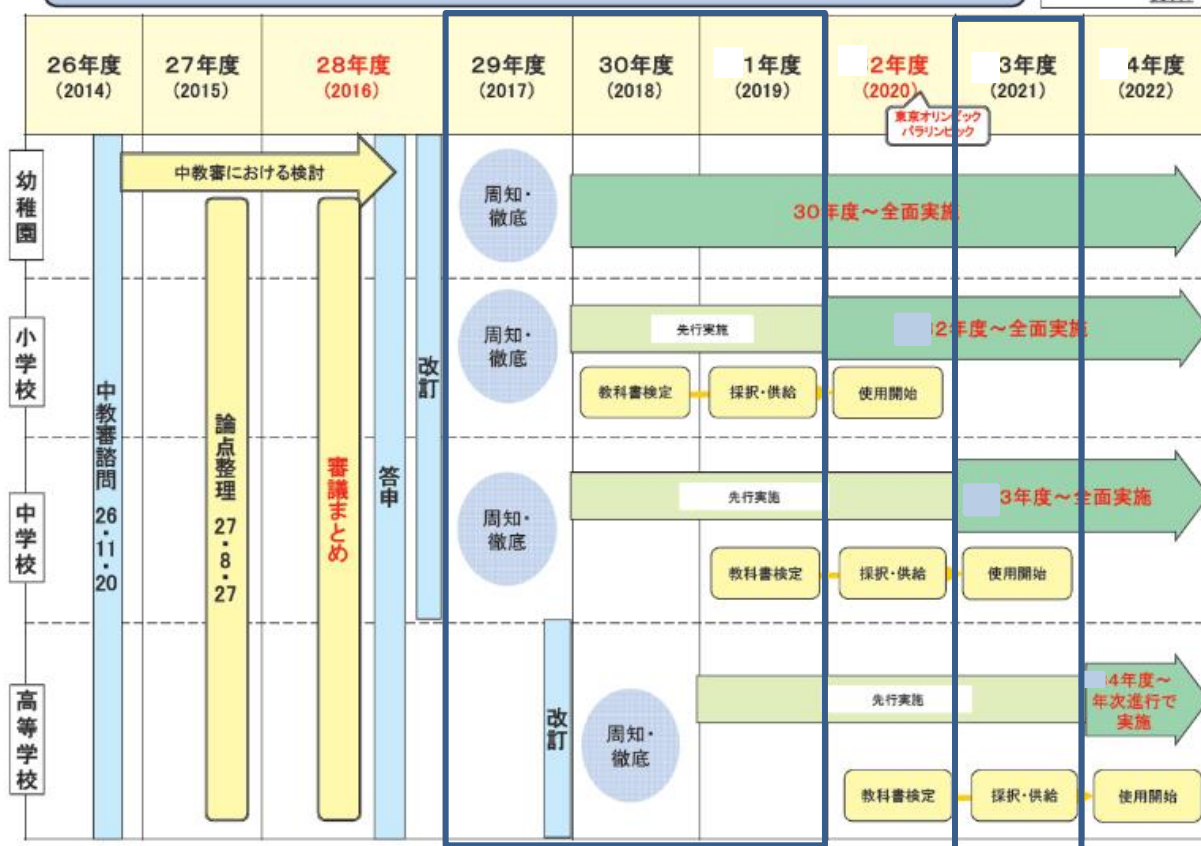 26年度
(2014)
27年度
(2015)
28年度
(2016)
29年度
(2017)
30年度
(2018)
1年度
(2019)
2年度
(2020)
3年度
(2021)
4年度
(2022)
東京オリンピック
パラリンピック
幼稚園
中教審における検討
周知・
徹底
30年度～全面実施
小学校
周知・
徹底
先行実施
2年度～全面実施
教科書検定
採択・供給
使用開始
中教審諮問 26・11・20
論点整理 27・8・27
審議まとめ
答申
改訂
中学校
周知・
徹底
先行実施
3年度～全面実施
教科書検定
採択・供給
使用開始
高等学校
改訂
周知・
徹底
先行実施
4年度～
年次進行で
実施
教科書検定
採択・供給
使用開始